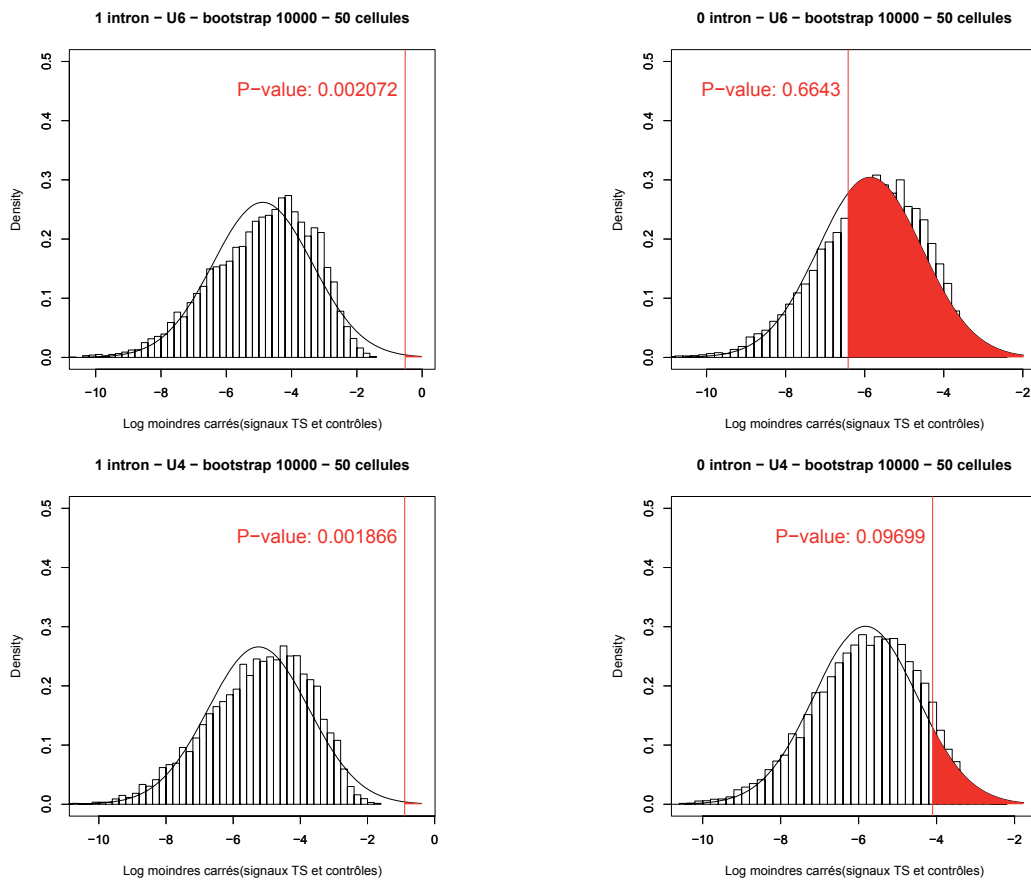 1 intron − U6 − bootstrap 10000 − 50 cellules
P−value: 0.002072
Density
0.0 0.1 0.2 0.3 0.4 0.5
−10 −8 −6 −4 −2 0
Log moindres carrés(signaux TS et contrôles)
0 intron − U6 − bootstrap 10000 − 50 cellules
P−value: 0.6643
Density
0.0 0.1 0.2 0.3 0.4 0.5
−10 −8 −6 −4 −2
Log moindres carrés(signaux TS et contrôles)
1 intron − U4 − bootstrap 10000 − 50 cellules
P−value: 0.001866
Density
0.0 0.1 0.2 0.3 0.4 0.5
−10 −8 −6 −4 −2 0
Log moindres carrés(signaux TS et contrôles)
0 intron − U4 − bootstrap 10000 − 50 cellules
P−value: 0.09699
Density
0.0 0.1 0.2 0.3 0.4 0.5
−10 −8 −6 −4 −2
Log moindres carrés(signaux TS et contrôles)